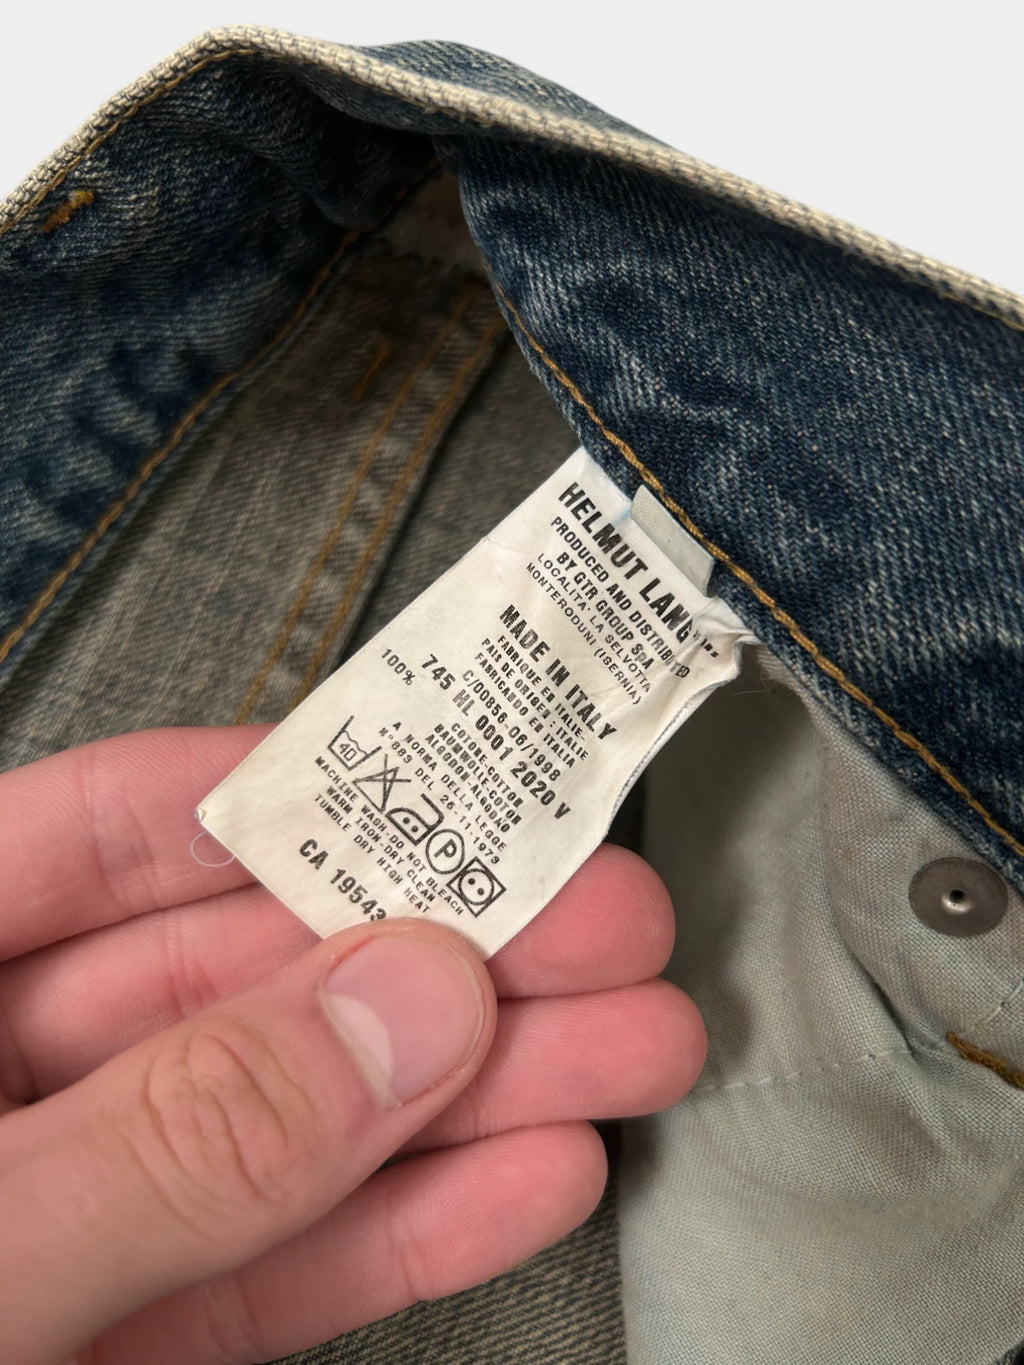 HELMUT LANG
PRODUCED AND DISTRIBUTED
BY GTR GROUP SpA
LOCALITA' LA SELVOTTA
MONTERODUNI (ISERNIA)
MADE IN ITALY
FABRIQUE EN ITALIE-
PAIS DE ORIGEN: ITALIE
FABRICANDO EN ITALIA
C/00856 06/1998
745 HL 0001 2020 V
100%
COTONE-COTTON
BAUMWOLLE-COTON
ALGODON-ALGODAO
A NORMA DELLA LEGGE
N°883 DEL 26-11-1973
40
P
MACHINE WASH DO NOT BLEACH
WARM IRON-DRY CLEAN
TUMBLE DRY HIGH HEAT
CA 19543